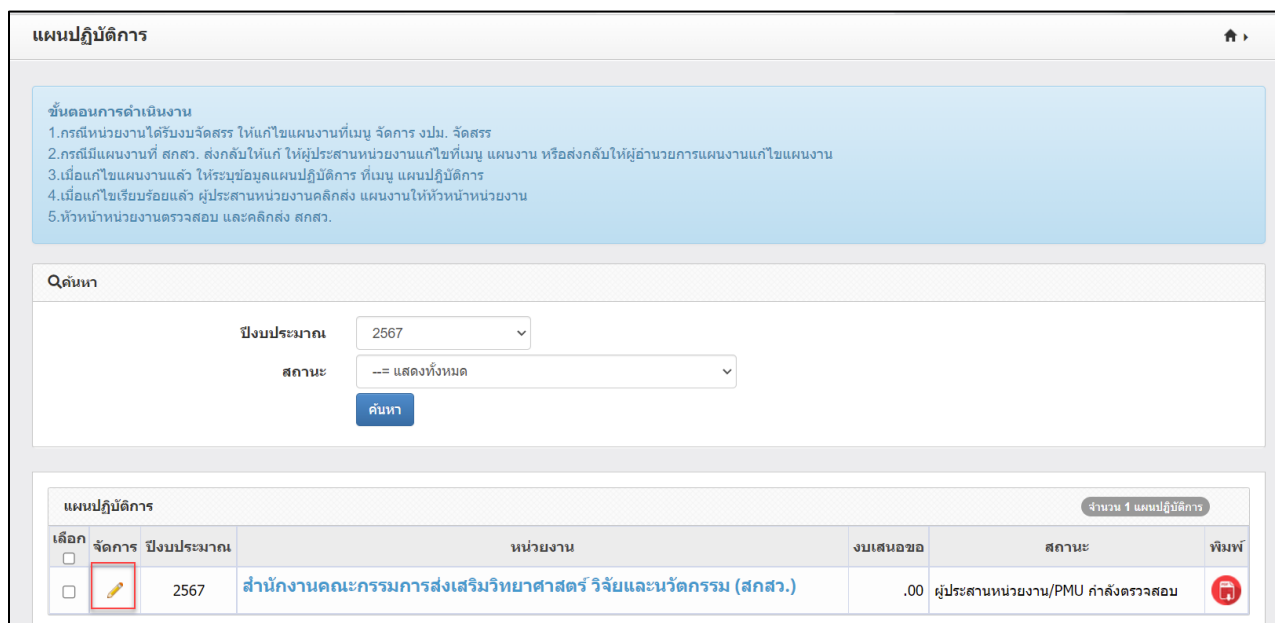 แผนปฏิบัติการ
ขั้นตอนการดำเนินงาน
1.กรณีหน่วยงานได้รับงบจัดสรร ให้แก้ไขแผนงานที่เมนู จัดการ งปม. จัดสรร
2.กรณีมีแผนงานที่ สกสว. ส่งกลับให้แก้ ให้ผู้ประสานหน่วยงานแก้ไขที่เมนู แผนงาน หรือส่งกลับให้ผู้อำนวยการแผนงานแก้ไขแผนงาน
3.เมื่อแก้ไขแผนงานแล้ว ให้ระบุข้อมูลแผนปฏิบัติการ ที่เมนู แผนปฏิบัติการ
4.เมื่อแก้ไขเรียบร้อยแล้ว ผู้ประสานหน่วยงานคลิกส่ง แผนงานให้หัวหน้าหน่วยงาน
5.หัวหน้าหน่วยงานตรวจสอบ และคลิกส่ง สกสว.
ค้นหา
ปีงบประมาณ 2567
สถานะ --= แสดงทั้งหมด
ค้นหา
แผนปฏิบัติการ จำนวน 1 แผนปฏิบัติการ
เลือก จัดการ ปีงบประมาณ หน่วยงาน งบเสนอขอ สถานะ พิมพ์
2567 สำนักงานคณะกรรมการส่งเสริมวิทยาศาสตร์ วิจัยและนวัตกรรม (สกสว.) .00 ผู้ประสานหน่วยงาน/PMU กำลังตรวจสอบ